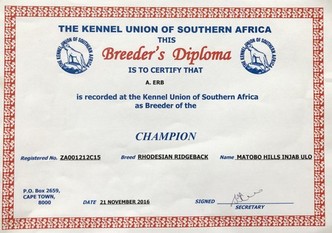 THE KENNEL UNION OF SOUTHERN AFRICA
THIS
Breeder's Diploma
IS TO CERTIFY THAT
A. ERB
is recorded at the Kennel Union of Southern Africa
as Breeder of the
CHAMPION
Registered No. ZA001212C15 Breed RHODESIAN RIDGEBACK Name MATOBO HILLS INJAB ULO
P.O. Box 2659,
CAPE TOWN,
8000
DATE 21 NOVEMBER 2016 SIGNED
SECRETARY